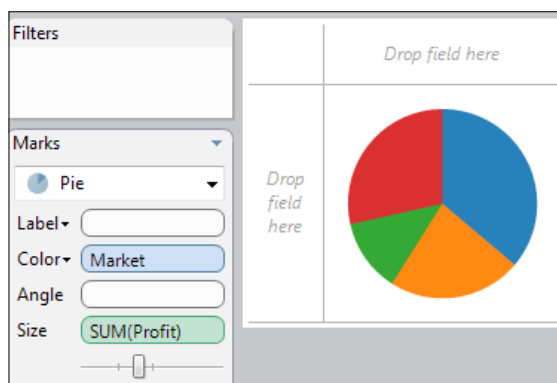 Filters
Drop field here
Marks
Pie
Drop
field
here
Label
Color
Market
Angle
Size
SUM(Profit)